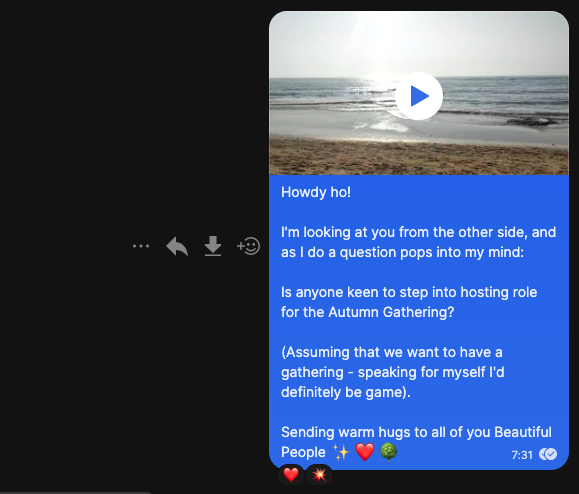 Howdy ho!
I'm looking at you from the other side, and
as I do a question pops into my mind:
Is anyone keen to step into hosting role
for the Autumn Gathering?
(Assuming that we want to have a
gathering - speaking for myself I'd
definitely be game).
Sending warm hugs to all of you Beautiful
People ✨ ❤️ 🌳
7:31